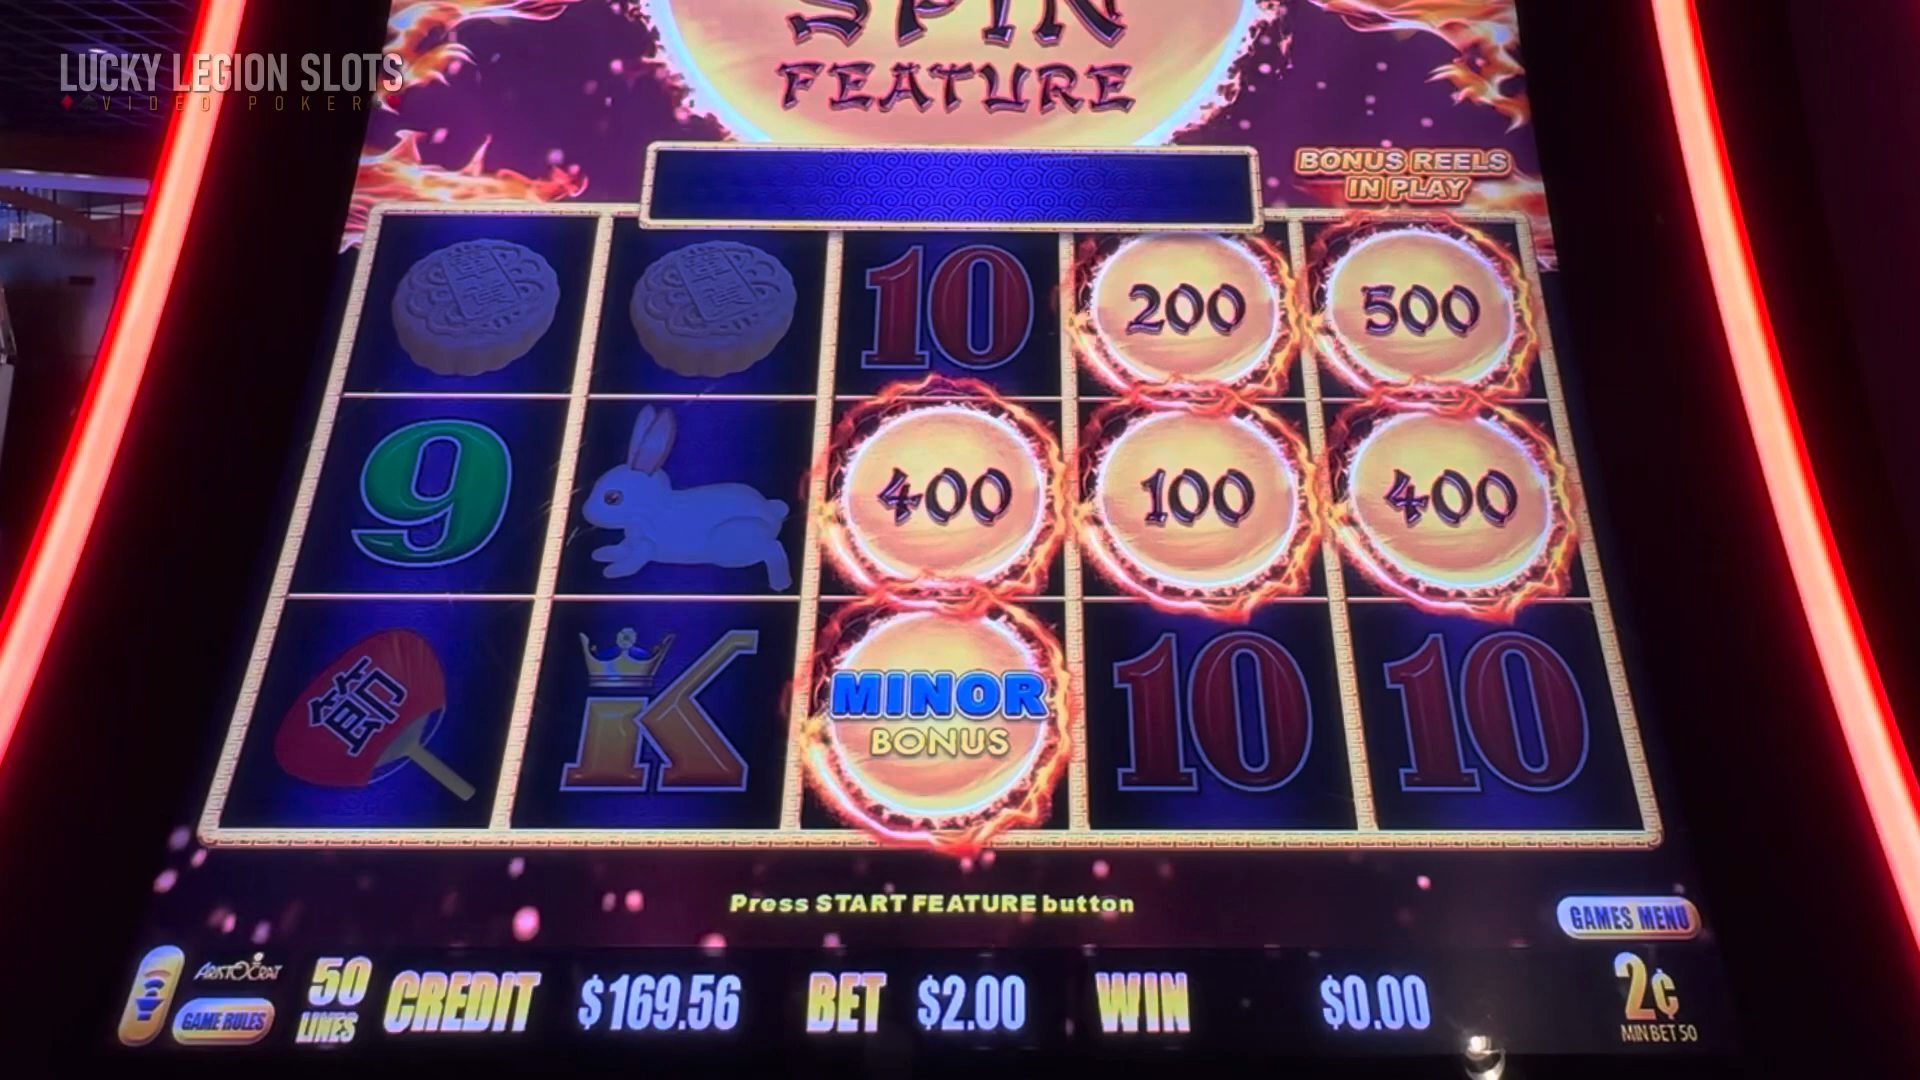 LUCKY LEGION SLOTS
VIDEO POKER
SPIN
FEATURE
BONUS REELS
IN PLAY
10
200
500
9
400
100
400
節
K
MINOR
BONUS
10
10
Press START FEATURE button
GAMES MENU
ARISTOCRAT
GAME RULES
50
LINES
CREDIT $169.56
BET $2.00
WIN $0.00
2¢
MIN BET 50